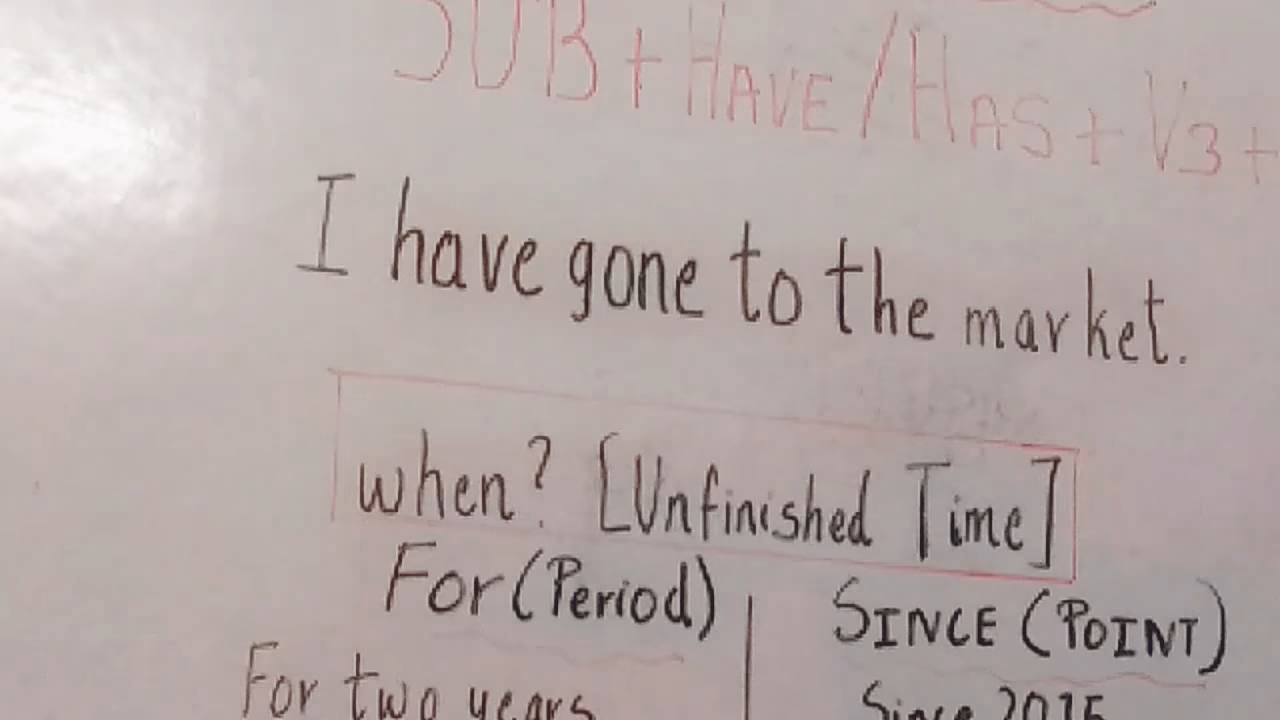 SUB + HAVE / HAS + V3 +
I have gone to the market.
when? [Unfinished Time]
For (Period)
SINCE (POINT)
For two years
Since 2015